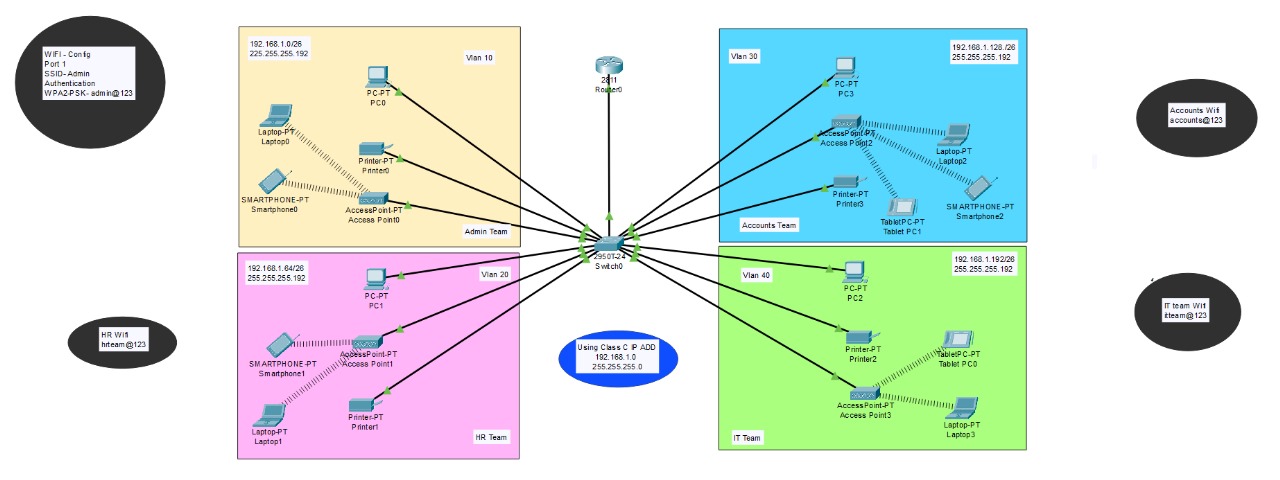 WIFI - Config
Port 1
SSID- Admin
Authentication
WPA2-PSK- admin@123
192.168.1.0/26
225.255.255.192
Vlan 10
PC-PT
PC0
Laptop-PT
Laptop0
Printer-PT
Printer0
SMARTPHONE-PT
Smartphone0
AccessPoint-PT
Access Point0
Admin Team
2811
Router0
Vlan 30
192.168.1.128./26
255.255.255.192
PC-PT
PC3
AccessPoint-PT
Access Point2
Laptop-PT
Laptop2
Printer-PT
Printer3
SMARTPHONE-PT
Smartphone2
TabletPC-PT
Tablet PC1
Accounts Team
Accounts Wifi
accounts@123
2950T-24
Switch0
192.168.1.64/26
255.255.255.192
Vlan 20
PC-PT
PC1
SMARTPHONE-PT
Smartphone1
AccessPoint-PT
Access Point1
Laptop-PT
Laptop1
Printer-PT
Printer1
HR Team
HR Wifi
hrteam@123
Using Class C IP ADD
192.168.1.0
255.255.255.0
Vlan 40
192.168.1.192/26
255.255.255.192
PC-PT
PC2
Printer-PT
Printer2
TabletPC-PT
Tablet PC0
AccessPoint-PT
Access Point3
Laptop-PT
Laptop3
IT Team
IT team Wifi
itteam@123